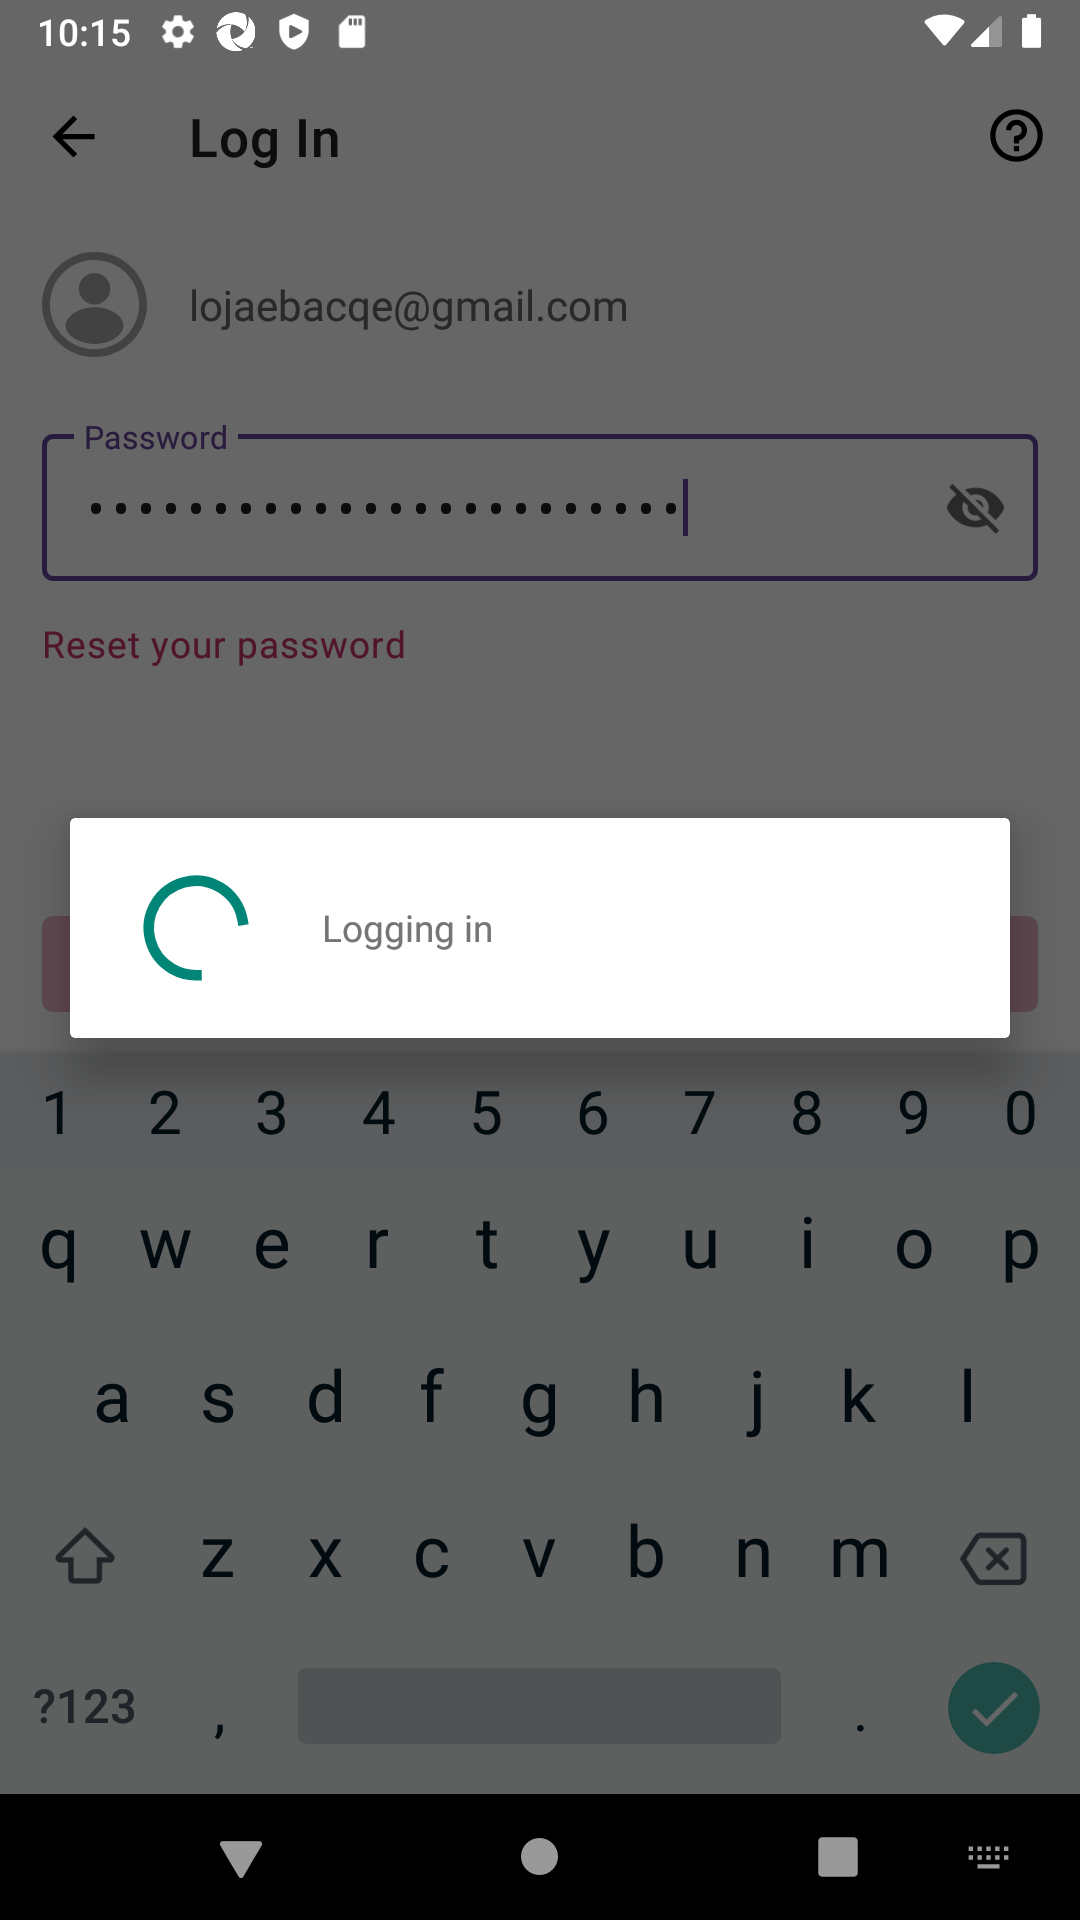 10:15
Log In
lojaebacqe@gmail.com
Password
••••••••••••••••••••••••
Reset your password
Logging in
1 2 3 4 5 6 7 8 9 0
q w e r t y u i o p
a s d f g h j k l
z x c v b n m
?123 , .